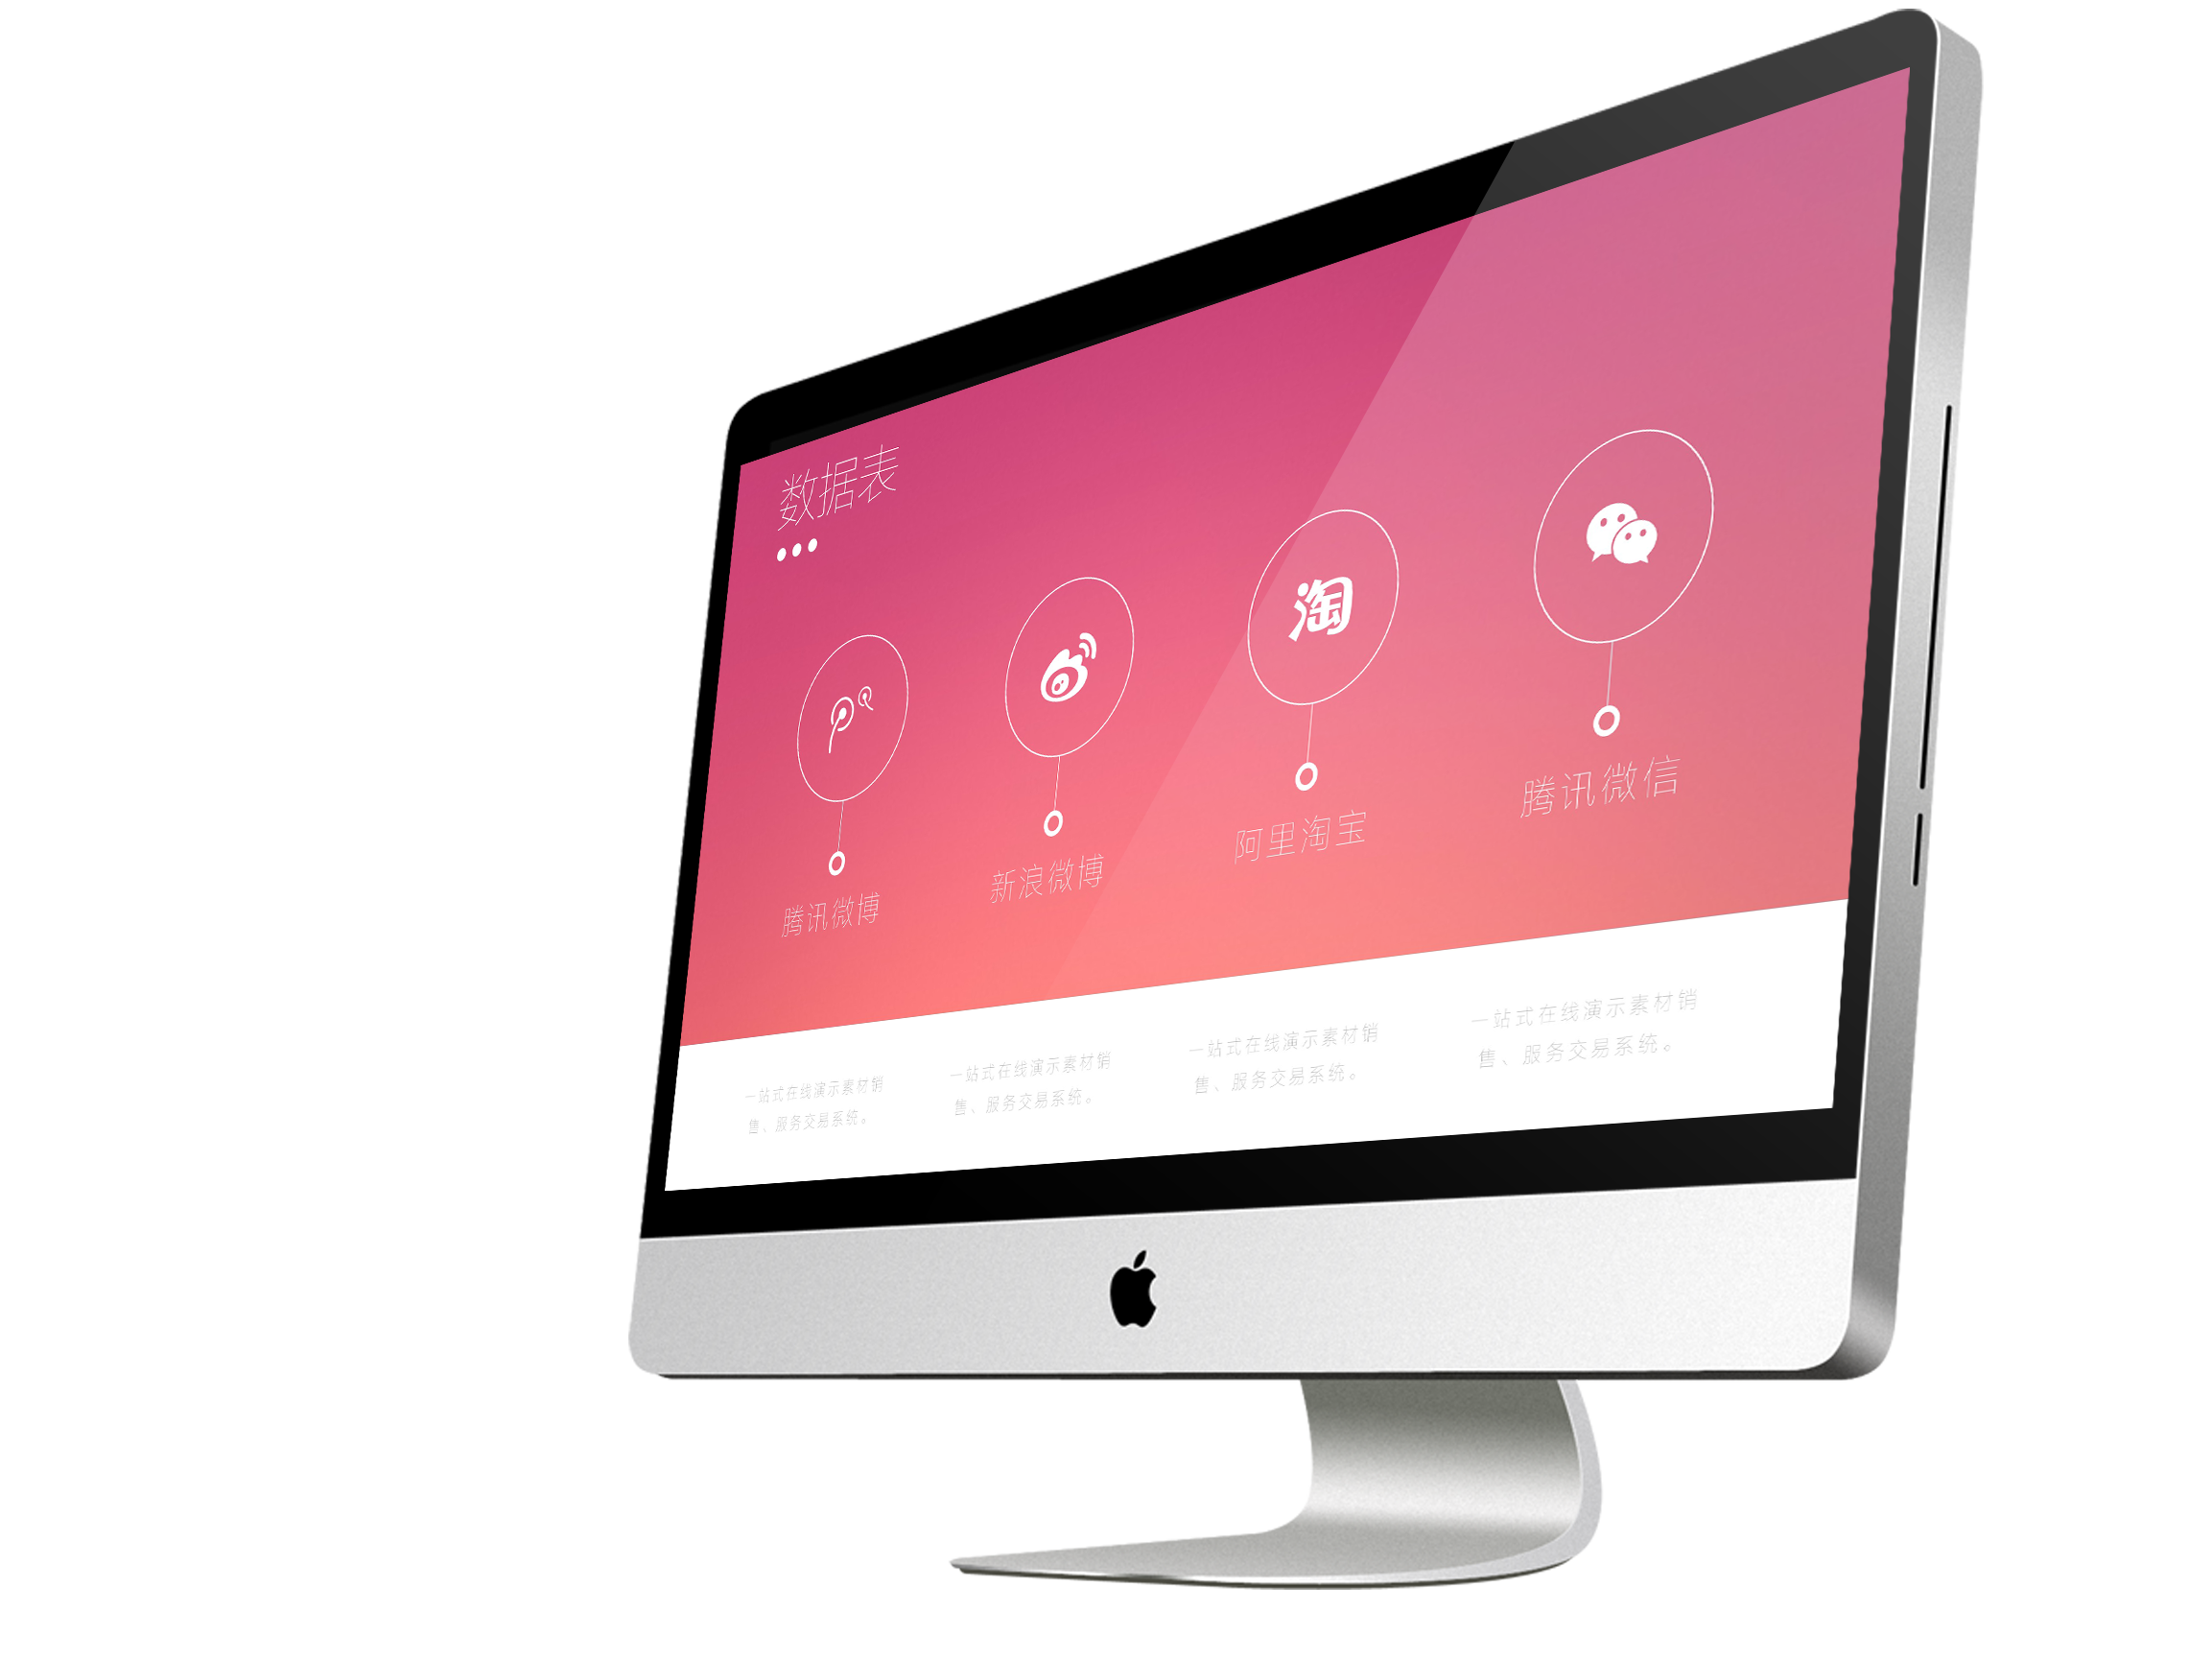 数据表
淘
腾讯微博
新浪微博
阿里淘宝
腾讯微信
一站式在线演示素材销
售、服务交易系统。
一站式在线演示素材销
售、服务交易系统。
一站式在线演示素材销
售、服务交易系统。
一站式在线演示素材销
售、服务交易系统。